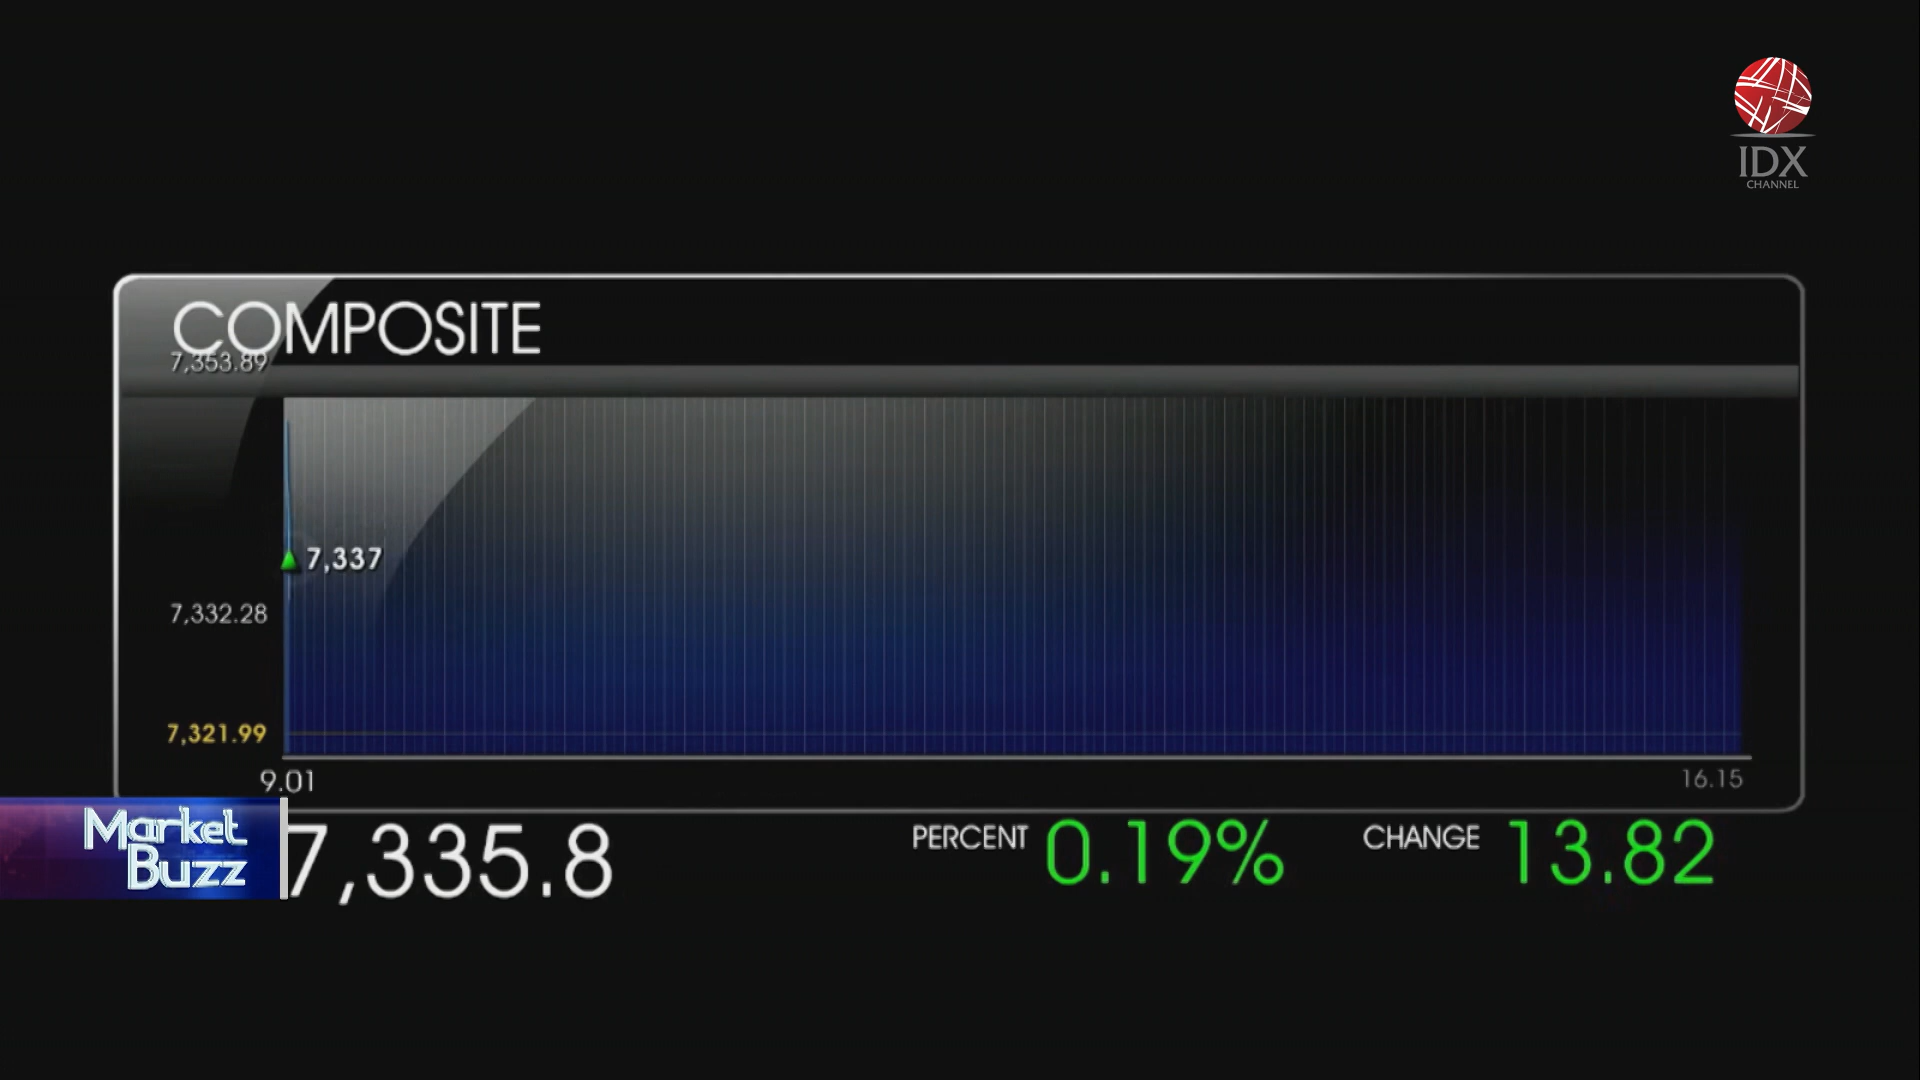 IDX
CHANNEL
COMPOSITE
7,353.89
7,337
7,332.28
7,321.99
9.01
16.15
Market
Buzz
7,335.8
PERCENT 0.19%
CHANGE 13.82